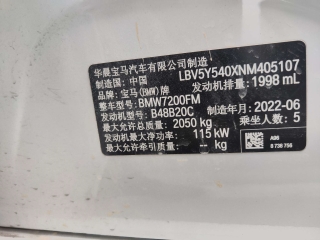 华晨宝马汽车有限公司 制造
制造国：中国 LBV5Y540XNM405107
品牌：宝马(BMW)牌 发动机排量：1998 mL
整车型号：BMW7200FM
发动机型号：B48B20C 制造年月：2022-06
最大允许总质量：2050 kg 乘坐人数：5
发动机最大净功率：115 kW
最大允许牵引质量：-- kg
A98
8 736 756